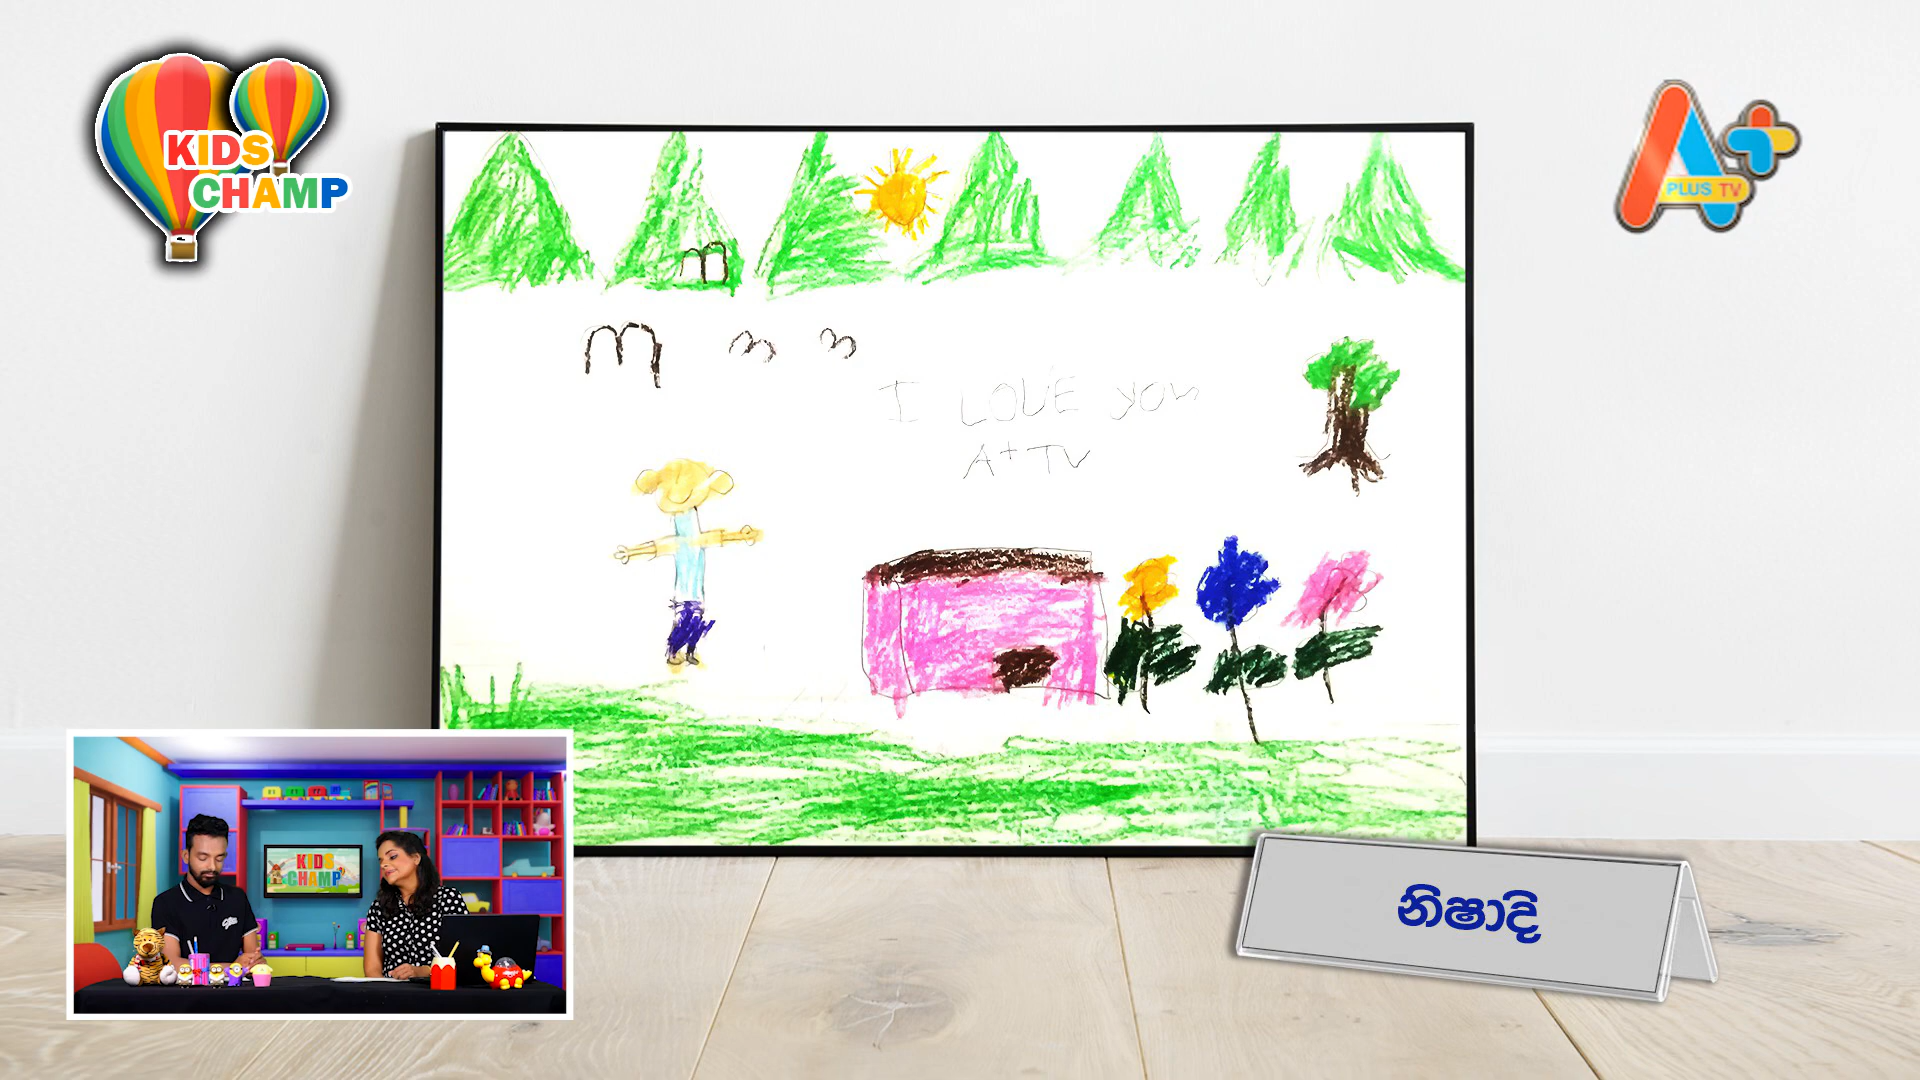 KIDS
CHAMP
A+
PLUS TV
I LOVE YOU
A+ TV
KIDS
CHAMP
නිෂාදි